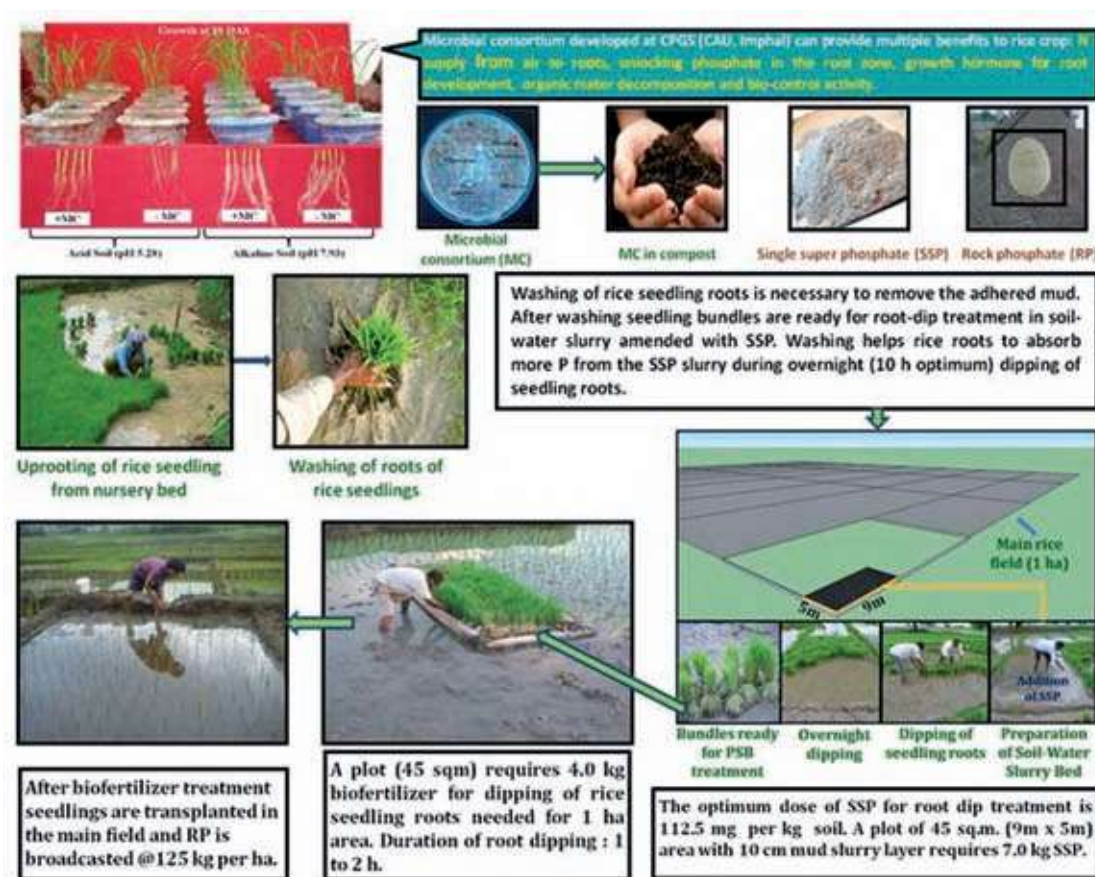 Growth at 18 DAS
Microbial consortium developed at CPGS (CAU, Imphal) can provide multiple benefits to rice crop: N
supply from air to roots, unlocking phosphate in the root zone, growth hormone for root
development, organic mater decomposition and bio-control activity.
+MC
- MC
+MC
- MC
Acid Soil (pH 5.28)
Alkaline Soil (pH 7.93)
Microbial
consortium (MC)
MC in compost
Single super phosphate (SSP)
Rock phosphate (RP)
Uprooting of rice seedling
from nursery bed
Washing of roots of
rice seedlings
Washing of rice seedling roots is necessary to remove the adhered mud.
After washing seedling bundles are ready for root-dip treatment in soil-
water slurry amended with SSP. Washing helps rice roots to absorb
more P from the SSP slurry during overnight (10 h optimum) dipping of
seedling roots.
Main rice
field (1 ha)
5m
9m
Addition
of SSP
Bundles ready
for PSB
treatment
Overnight
dipping
Dipping of
seedling roots
Preparation
of Soil-Water
Slurry Bed
After biofertilizer treatment
seedlings are transplanted in
the main field and RP is
broadcasted @125 kg per ha.
A plot (45 sqm) requires 4.0 kg
biofertilizer for dipping of rice
seedling roots needed for 1 ha
area. Duration of root dipping : 1
to 2 h.
The optimum dose of SSP for root dip treatment is
112.5 mg per kg soil. A plot of 45 sq.m. (9m x 5m)
area with 10 cm mud slurry layer requires 7.0 kg SSP.